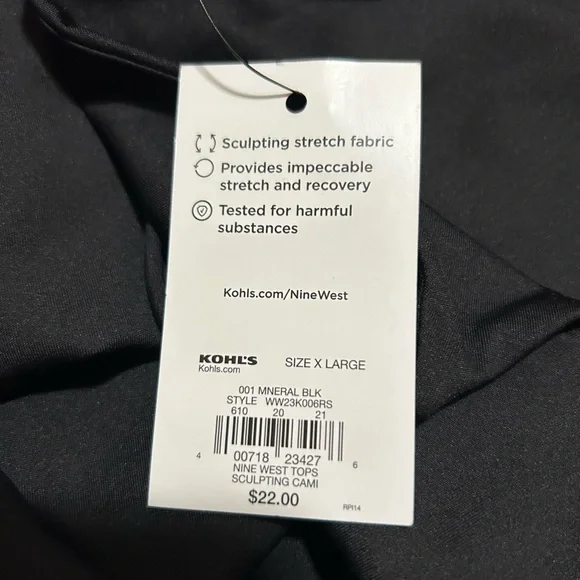 Sculpting stretch fabric
Provides impeccable
stretch and recovery
Tested for harmful
substances
Kohls.com/NineWest
KOHL'S SIZE X LARGE
Kohls.com
001 MNERAL BLK
STYLE WW23K006RS
610 20 21
4 00718 23427 6
NINE WEST TOPS
SCULPTING CAMI
$22.00
RPI14